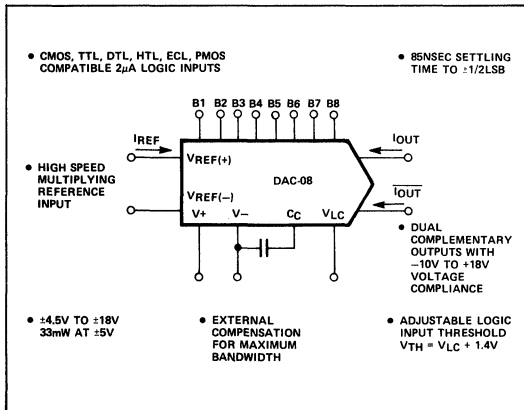 • CMOS, TTL, DTL, HTL, ECL, PMOS
COMPATIBLE 2μA LOGIC INPUTS
• 85NSEC SETTLING
TIME TO ±1/2LSB
B1 B2 B3 B4 B5 B6 B7 B8
IREF
IOUT
• HIGH SPEED
MULTIPLYING
REFERENCE
INPUT
VREF(+)
DAC-08
VREF(−)
IOUT
V+ V− CC VLC
• DUAL
COMPLEMENTARY
OUTPUTS WITH
−10V TO +18V
VOLTAGE
COMPLIANCE
• ±4.5V TO ±18V
33mW AT ±5V
• EXTERNAL
COMPENSATION
FOR MAXIMUM
BANDWIDTH
• ADJUSTABLE LOGIC
INPUT THRESHOLD
VTH = VLC + 1.4V